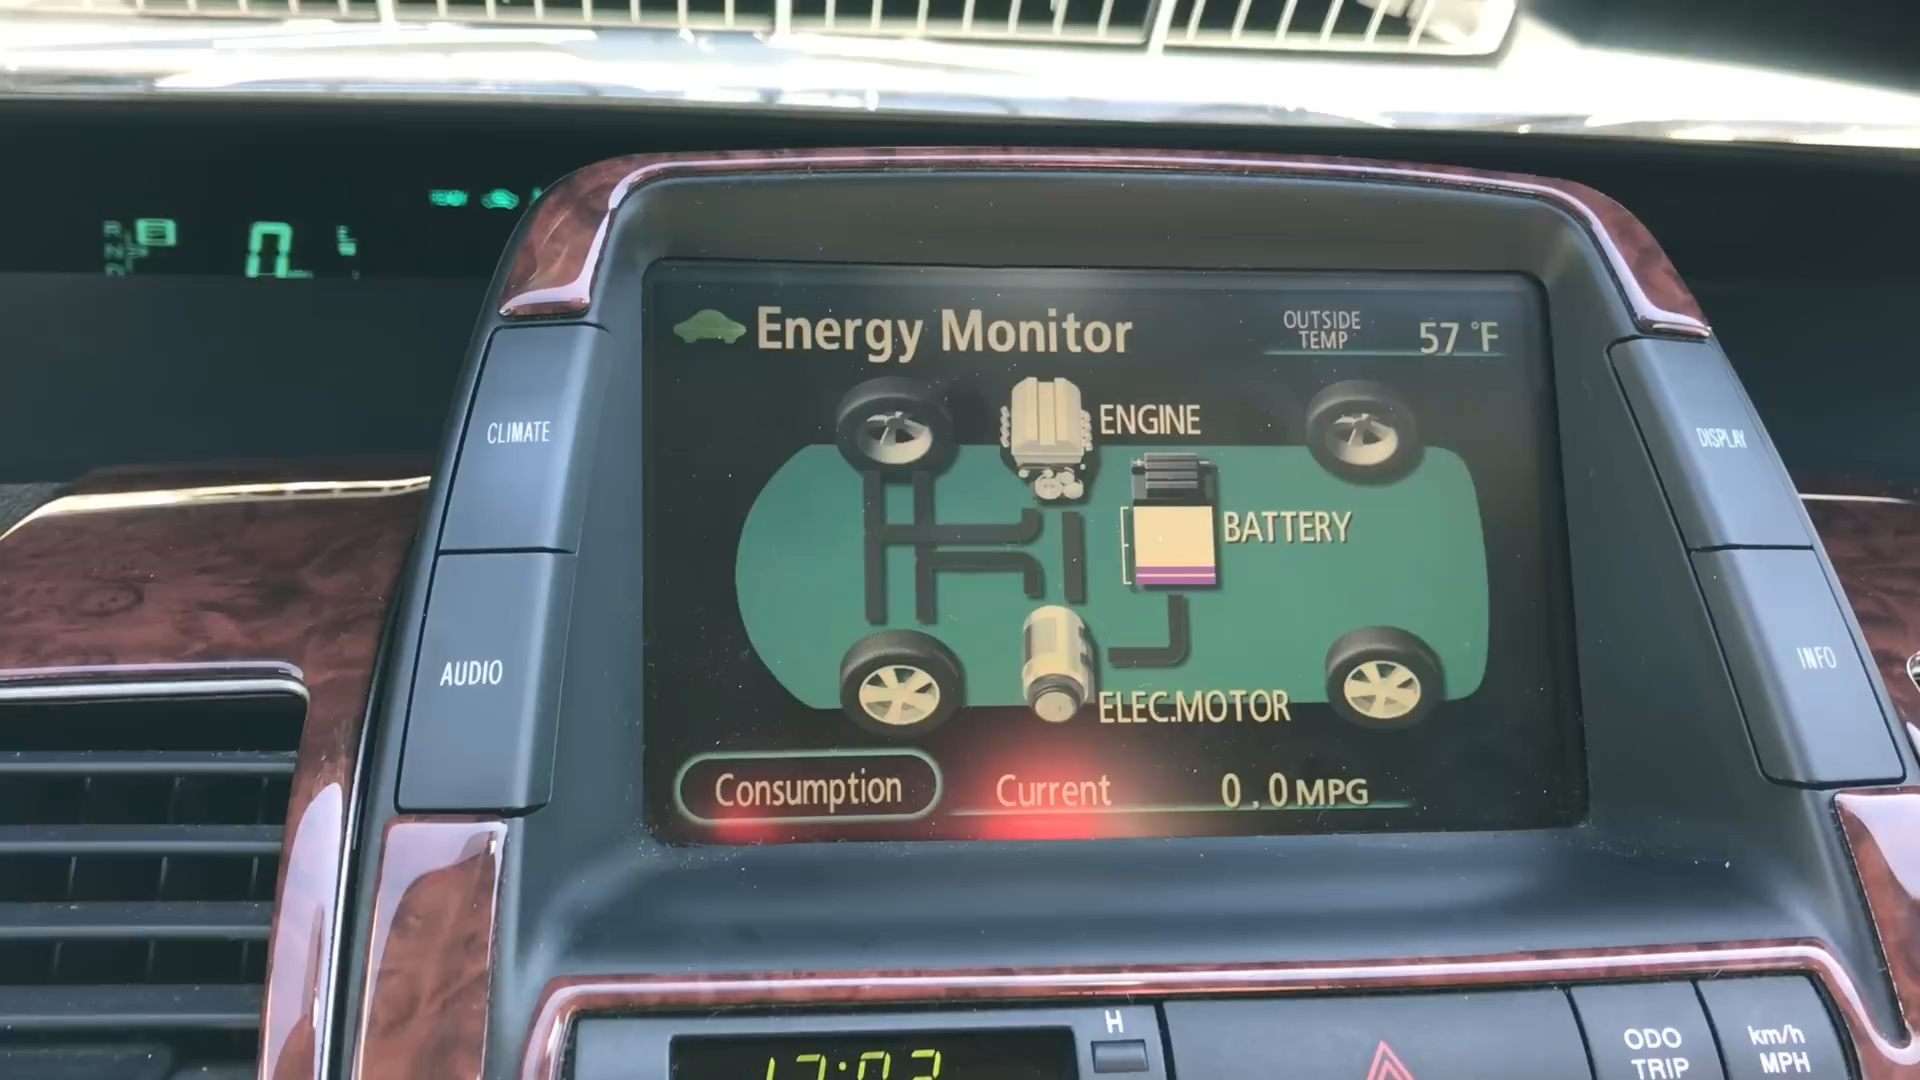 R
P
N
D
0
Energy Monitor
OUTSIDE
TEMP
57 °F
CLIMATE
AUDIO
ENGINE
BATTERY
ELEC.MOTOR
DISPLAY
INFO
Consumption
Current
0.0 MPG
H
ODO
TRIP
km/h
MPH